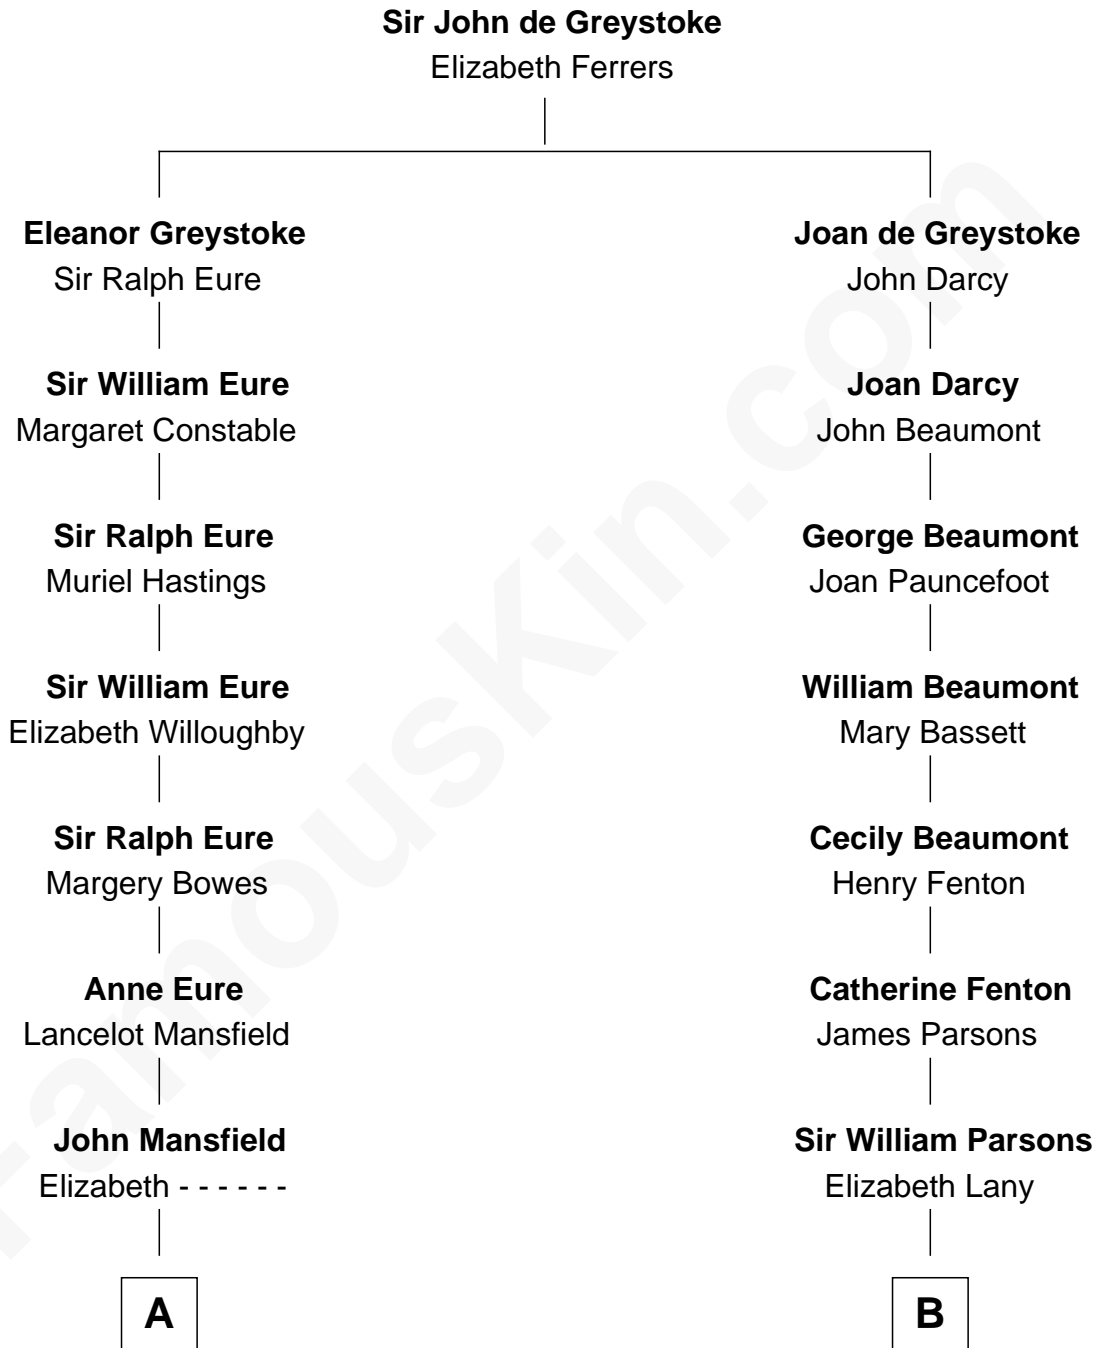 Sir John de Greystoke
Elizabeth Ferrers
Eleanor Greystoke
Sir Ralph Eure
Joan de Greystoke
John Darcy
Sir William Eure
Margaret Constable
Joan Darcy
John Beaumont
Sir Ralph Eure
Muriel Hastings
George Beaumont
Joan Pauncefoot
Sir William Eure
Elizabeth Willoughby
William Beaumont
Mary Bassett
Sir Ralph Eure
Margery Bowes
Cecily Beaumont
Henry Fenton
Anne Eure
Lancelot Mansfield
Catherine Fenton
James Parsons
John Mansfield
Elizabeth - - - - - -
Sir William Parsons
Elizabeth Lany
A
B
FamousKin.com